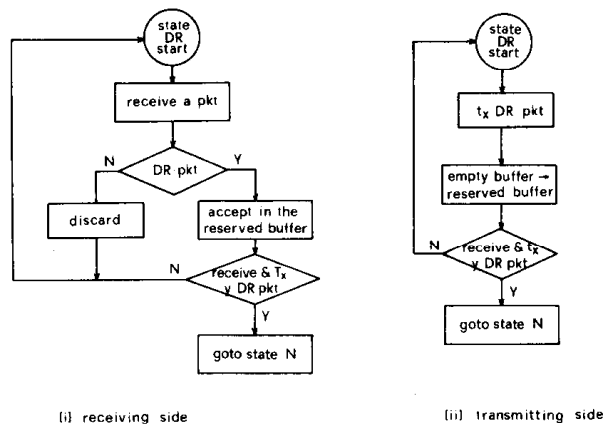 state
DR
start
receive a pkt
N
DR pkt
Y
discard
accept in the
reserved buffer
N
receive & Tx
y DR pkt
Y
goto state N
(i) receiving side
state
DR
start
tx DR pkt
empty buffer →
reserved buffer
N
receive & tx
y DR pkt
Y
goto state N
(ii) transmitting side